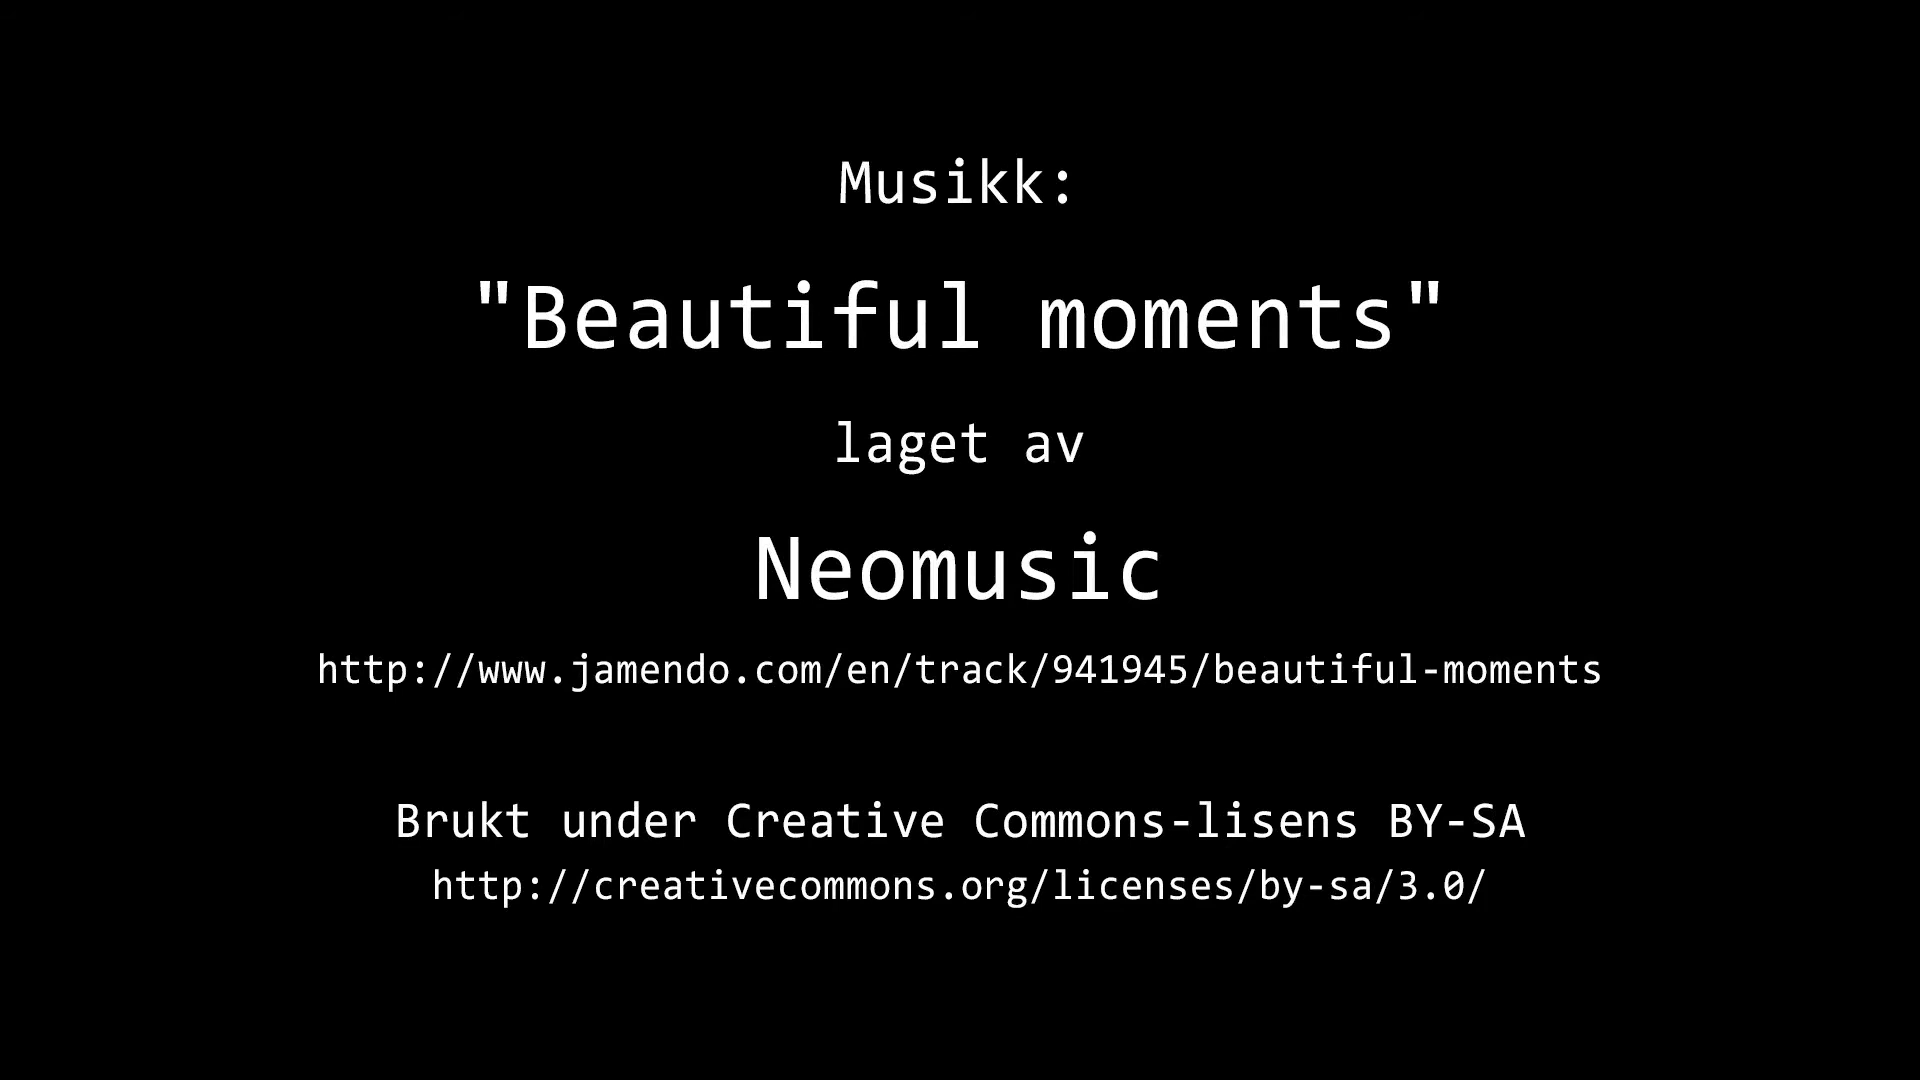 Musikk:
"Beautiful moments"
laget av
Neomusic
http://www.jamendo.com/en/track/941945/beautiful-moments
Brukt under Creative Commons-lisens BY-SA
http://creativecommons.org/licenses/by-sa/3.0/